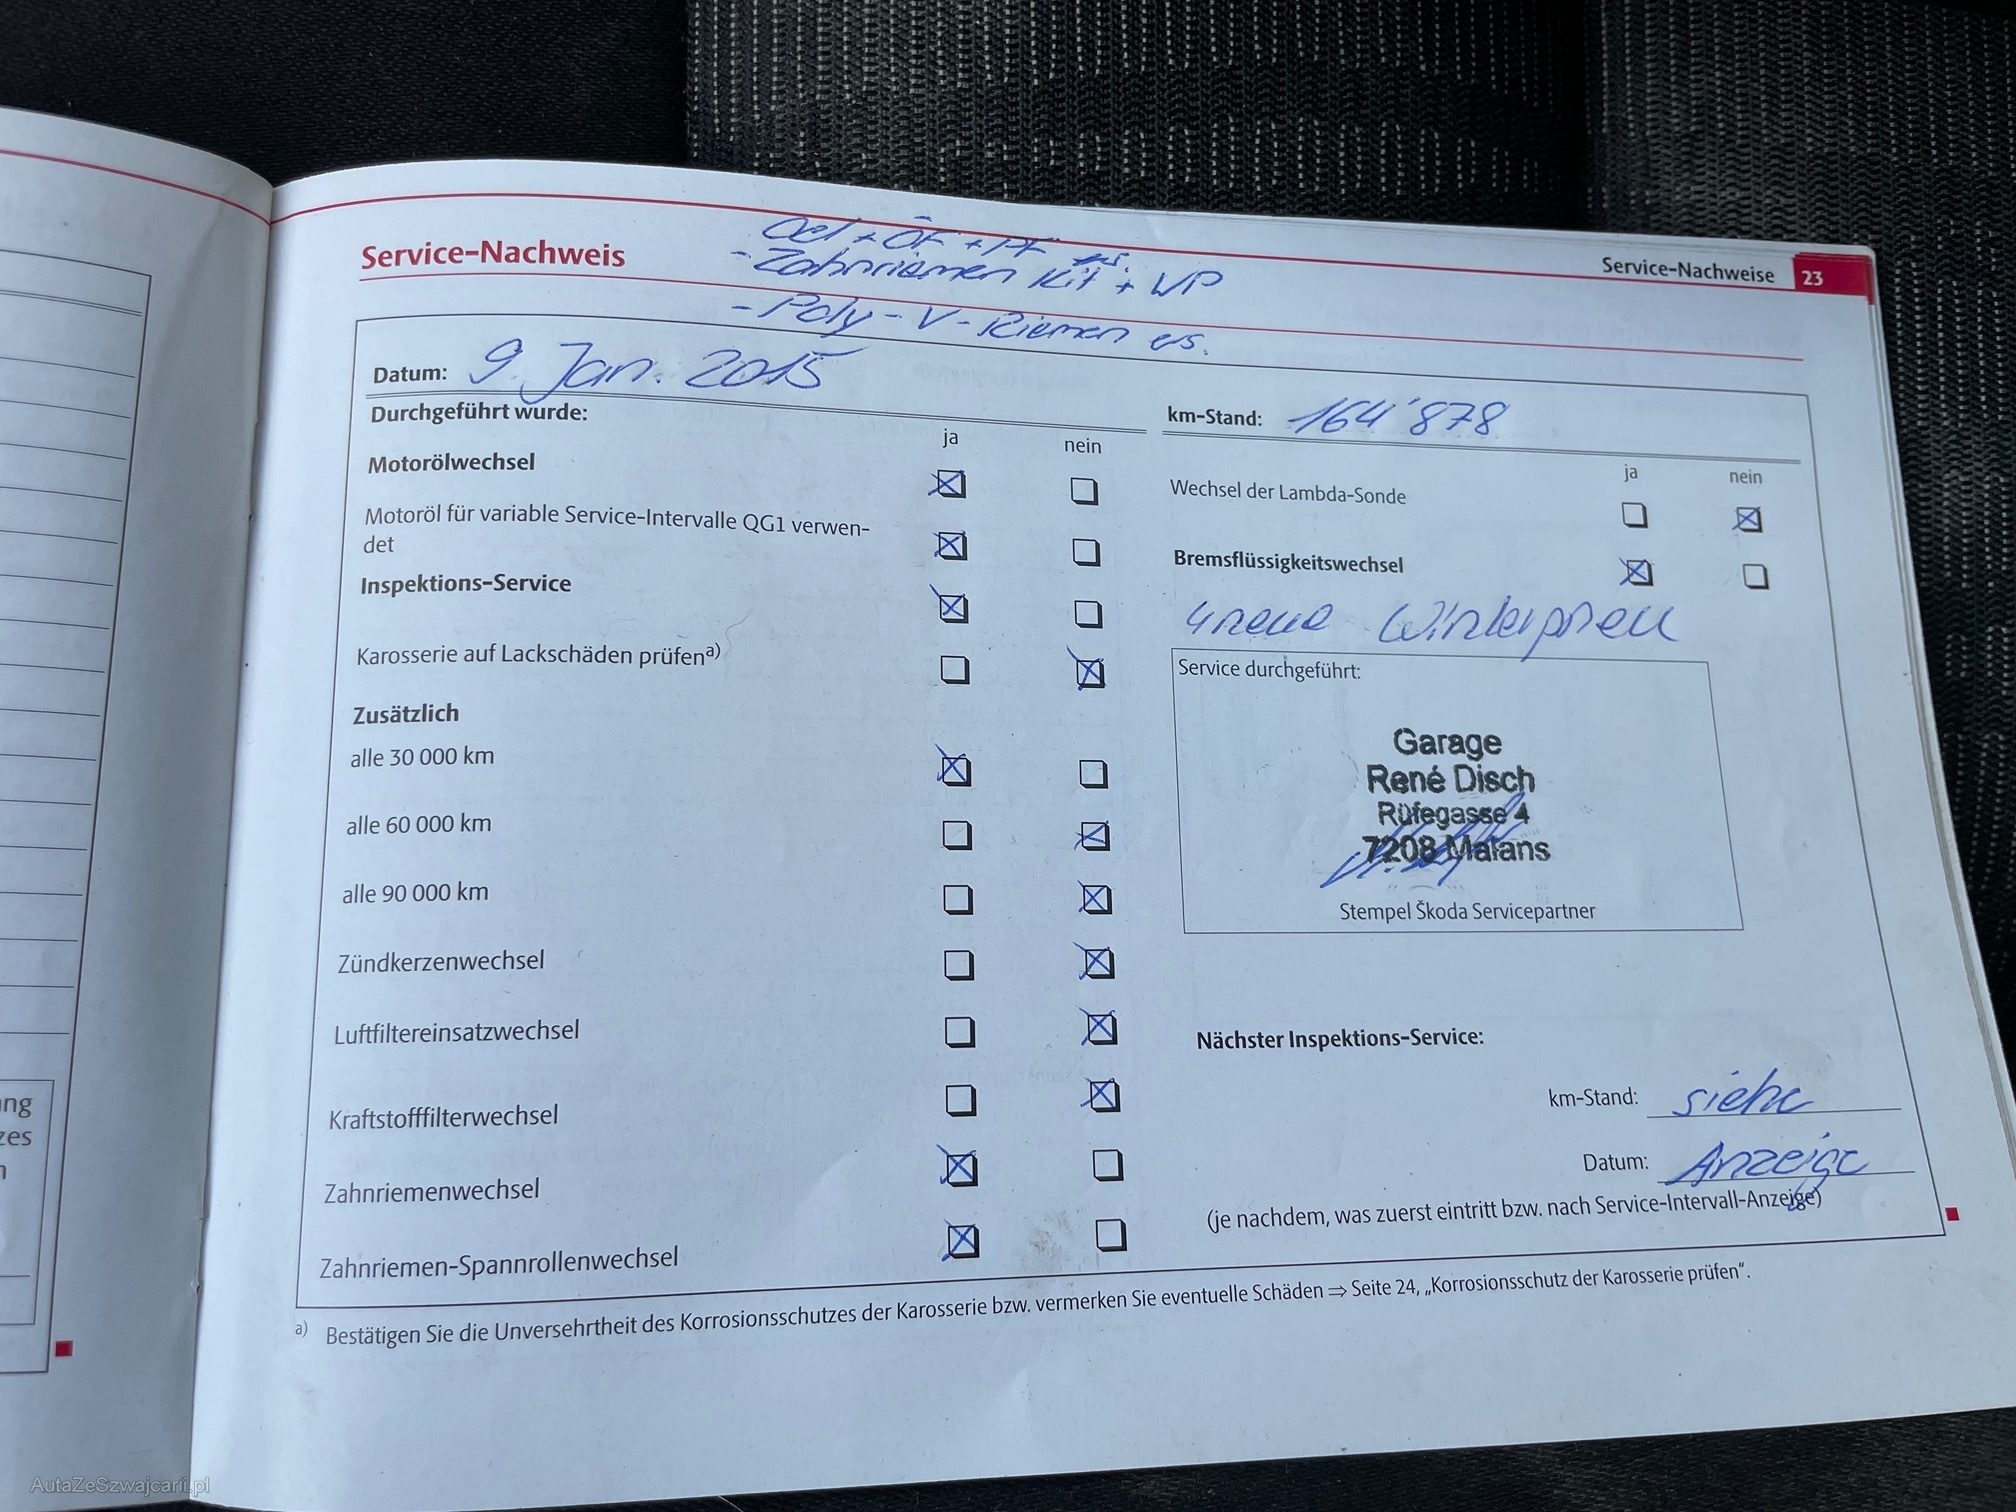 Oel + ÖF + PF
Service-Nachweis
- Zahnriemen Kit + WP
Service-Nachweise 23
- Poly-V-Riemen ers.
Datum: 9. Jan. 2015
km-Stand: 164'878
Durchgeführt wurde:
ja nein
Motorölwechsel
Motoröl für variable Service-Intervalle QG1 verwen-
det
Inspektions-Service
Karosserie auf Lackschäden prüfen a)
Zusätzlich
alle 30 000 km
alle 60 000 km
alle 90 000 km
Zündkerzenwechsel
Luftfiltereinsatzwechsel
Kraftstofffilterwechsel
Zahnriemenwechsel
Zahnriemen-Spannrollenwechsel
ja nein
Wechsel der Lambda-Sonde
Bremsflüssigkeitswechsel
4 neue Winterpneu
Service durchgeführt:
Garage
René Disch
Rüfegasse 4
7208 Malans
Stempel Škoda Servicepartner
Nächster Inspektions-Service:
km-Stand: siehe
Datum: Anzeige
(je nachdem, was zuerst eintritt bzw. nach Service-Intervall-Anzeige)
a) Bestätigen Sie die Unversehrtheit des Korrosionsschutzes der Karosserie bzw. vermerken Sie eventuelle Schäden ⇒ Seite 24, „Korrosionsschutz der Karosserie prüfen“.
ng
zes
AutaZeSzwajcarii.pl